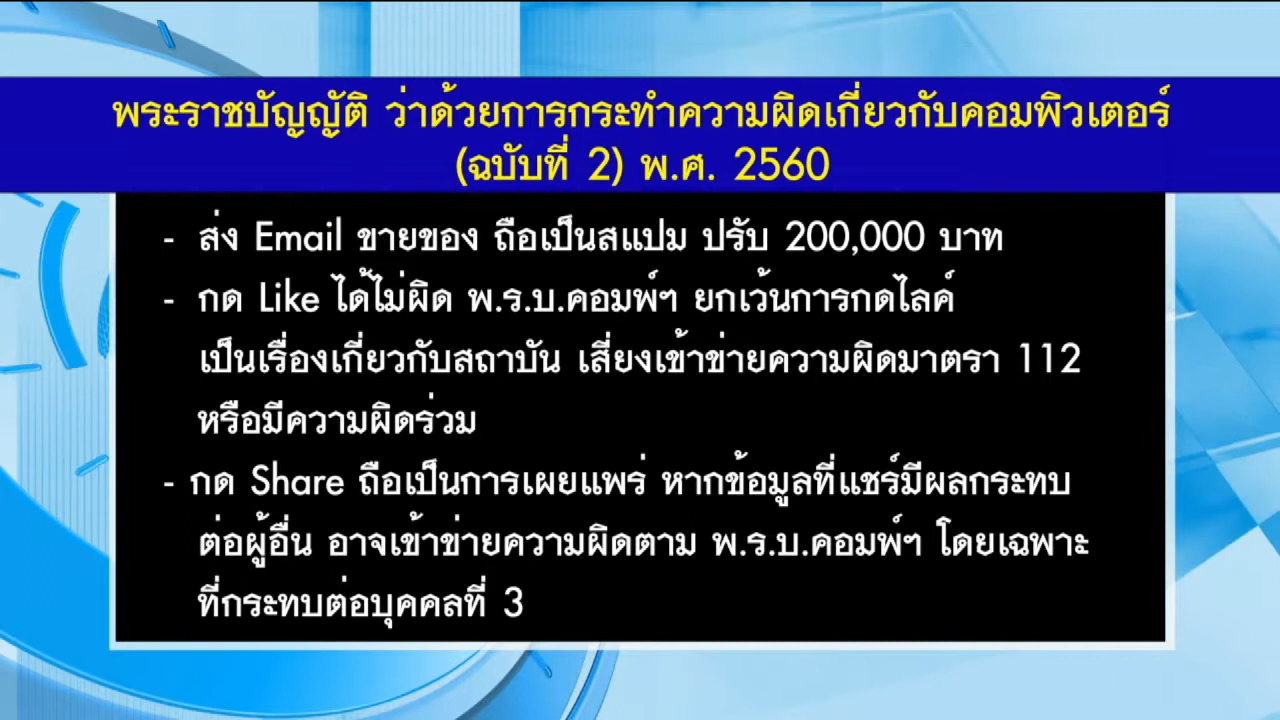 พระราชบัญญัติ ว่าด้วยการกระทำความผิดเกี่ยวกับคอมพิวเตอร์
(ฉบับที่ 2) พ.ศ. 2560
- ส่ง Email ขายของ ถือเป็นสแปม ปรับ 200,000 บาท
- กด Like ได้ไม่ผิด พ.ร.บ.คอมพ์ฯ ยกเว้นการกดไลค์
เป็นเรื่องเกี่ยวกับสถาบัน เสี่ยงเข้าข่ายความผิดมาตรา 112
หรือมีความผิดร่วม
- กด Share ถือเป็นการเผยแพร่ หากข้อมูลที่แชร์มีผลกระทบ
ต่อผู้อื่น อาจเข้าข่ายความผิดตาม พ.ร.บ.คอมพ์ฯ โดยเฉพาะ
ที่กระทบต่อบุคคลที่ 3